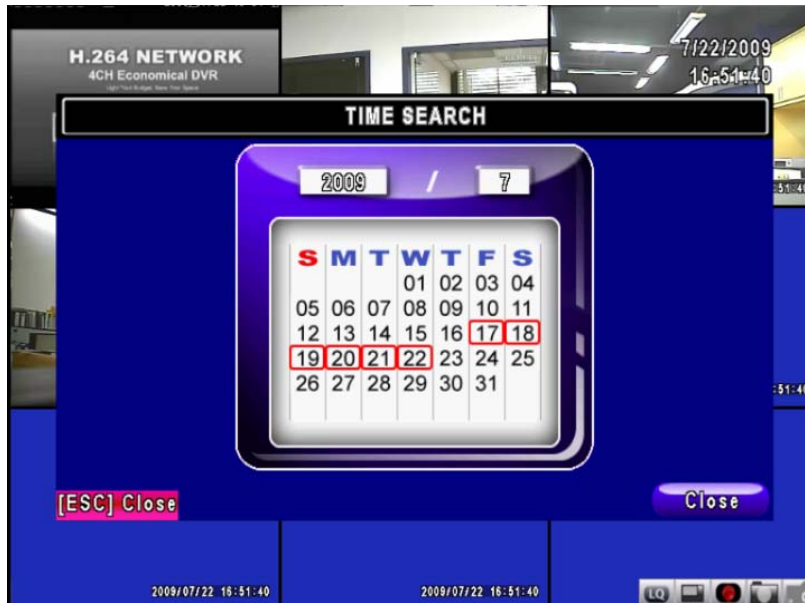 H.264 NETWORK
4CH Economical DVR
7/22/2009
16:51:40
TIME SEARCH
2009 / 7
S M T W T F S
01 02 03 04
05 06 07 08 09 10 11
12 13 14 15 16 17 18
19 20 21 22 23 24 25
26 27 28 29 30 31
:51:40
[ESC] Close
Close
2009/07/22 16:51:40
2009/07/22 16:51:40
LQ